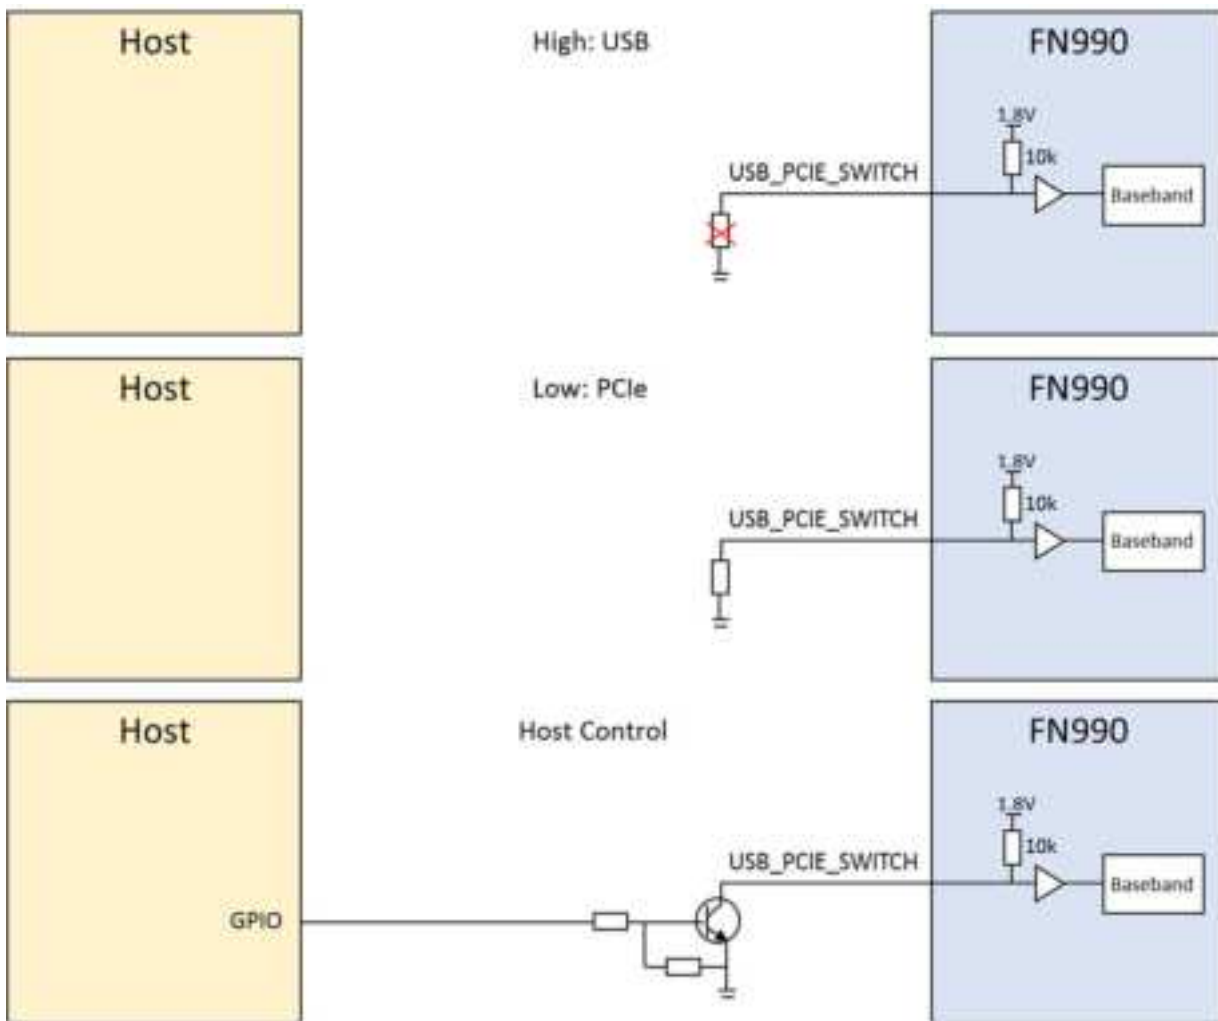 Host
High: USB
FN990
1.8V
10k
USB_PCIE_SWITCH
Baseband
Host
Low: PCIe
FN990
1.8V
10k
USB_PCIE_SWITCH
Baseband
Host
Host Control
FN990
1.8V
10k
USB_PCIE_SWITCH
Baseband
GPIO